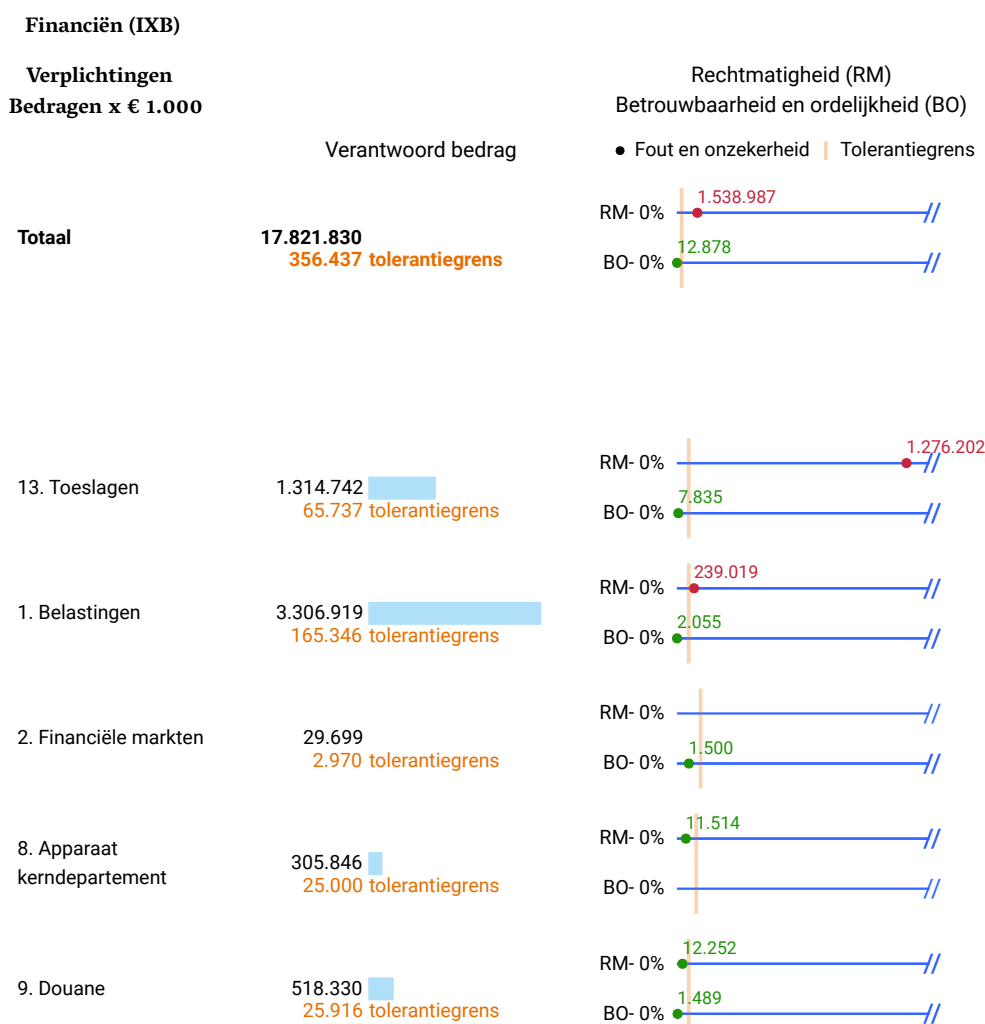 Financiën (IXB)
Verplichtingen
Bedragen x € 1.000
Rechtmatigheid (RM)
Betrouwbaarheid en ordelijkheid (BO)
Verantwoord bedrag
Fout en onzekerheid
Tolerantiegrens
Totaal
17.821.830
356.437 tolerantiegrens
RM- 0%
1.538.987
BO- 0%
12.878
13. Toeslagen
1.314.742
65.737 tolerantiegrens
RM- 0%
1.276.202
BO- 0%
7.835
1. Belastingen
3.306.919
165.346 tolerantiegrens
RM- 0%
239.019
BO- 0%
2.055
2. Financiële markten
29.699
2.970 tolerantiegrens
RM- 0%
BO- 0%
1.500
8. Apparaat
kerndepartement
305.846
25.000 tolerantiegrens
RM- 0%
11.514
BO- 0%
9. Douane
518.330
25.916 tolerantiegrens
RM- 0%
12.252
BO- 0%
1.489